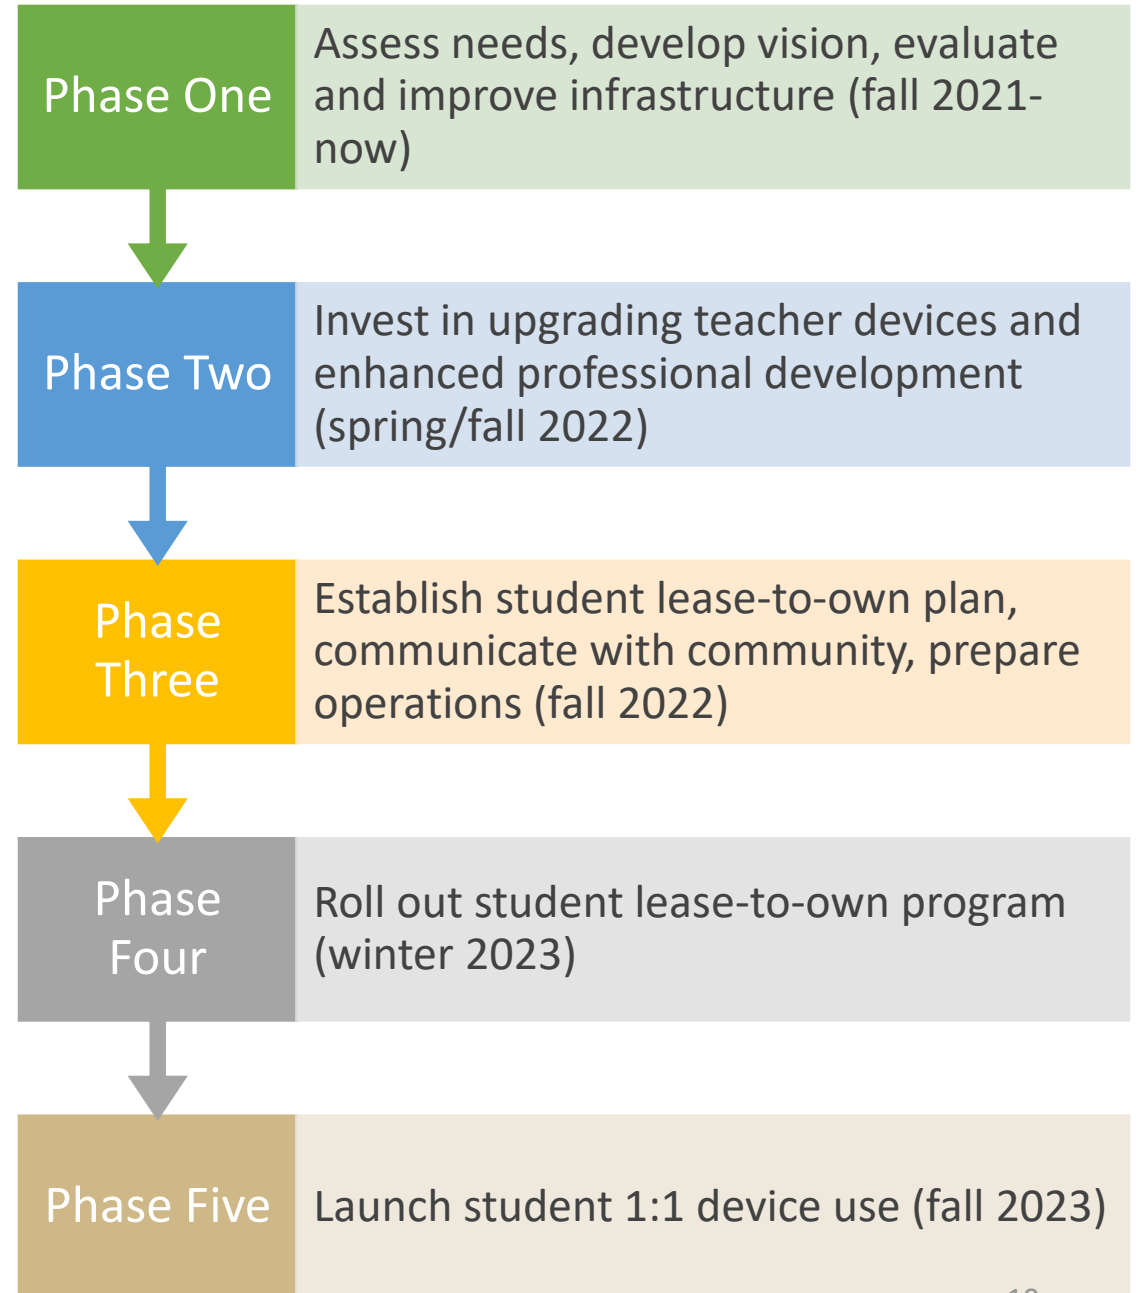 Phase One
Assess needs, develop vision, evaluate
and improve infrastructure (fall 2021-
now)
Phase Two
Invest in upgrading teacher devices and
enhanced professional development
(spring/fall 2022)
Phase
Three
Establish student lease-to-own plan,
communicate with community, prepare
operations (fall 2022)
Phase
Four
Roll out student lease-to-own program
(winter 2023)
Phase Five
Launch student 1:1 device use (fall 2023)